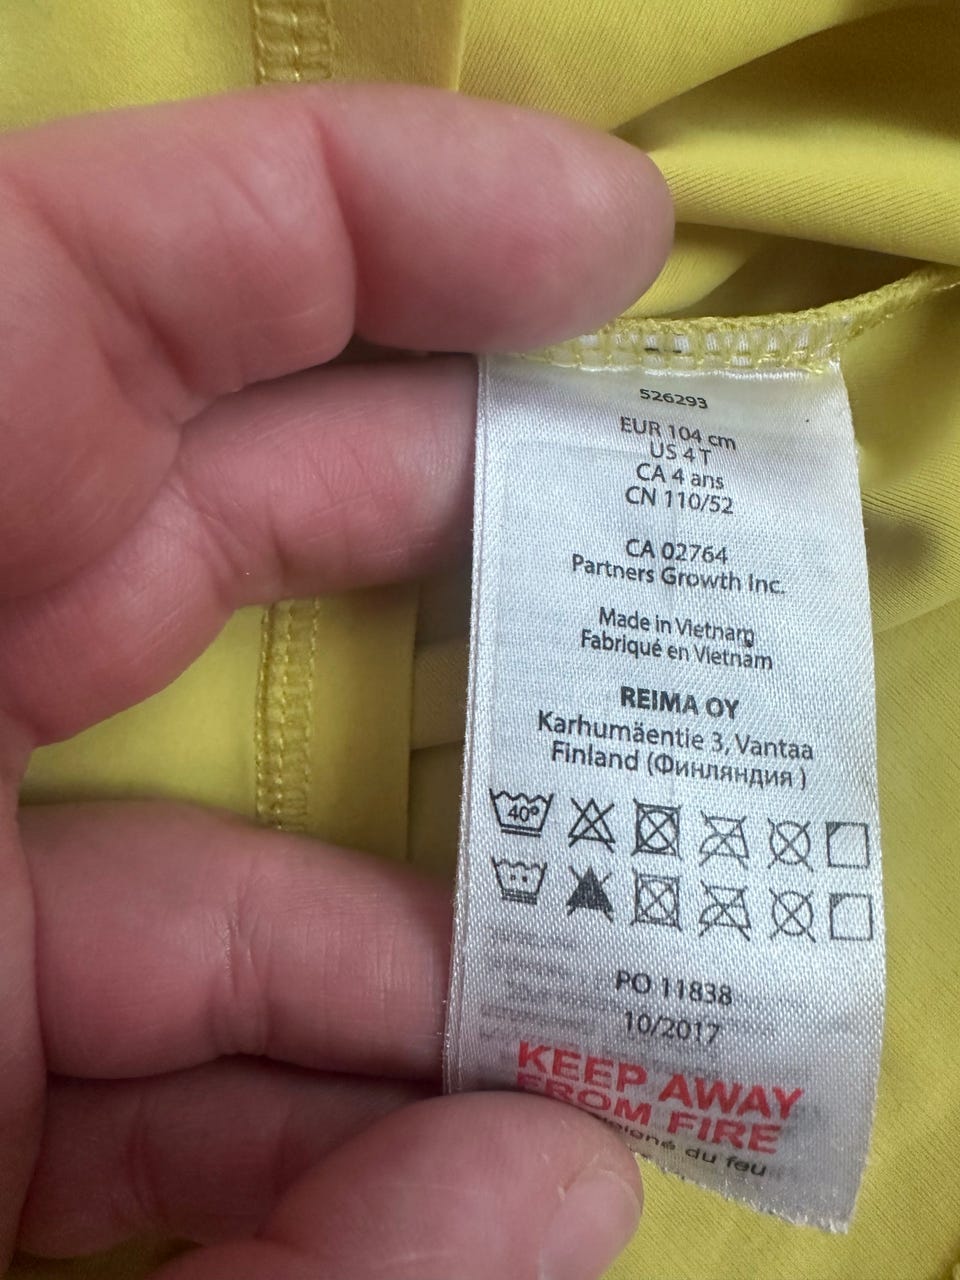 526293
EUR 104 cm
US 4 T
CA 4 ans
CN 110/52
CA 02764
Partners Growth Inc.
Made in Vietnam
Fabriqué en Vietnam
REIMA OY
Karhumäentie 3, Vantaa
Finland (Финляндия )
40°
PO 11838
10/2017
KEEP AWAY
FROM FIRE
du feu